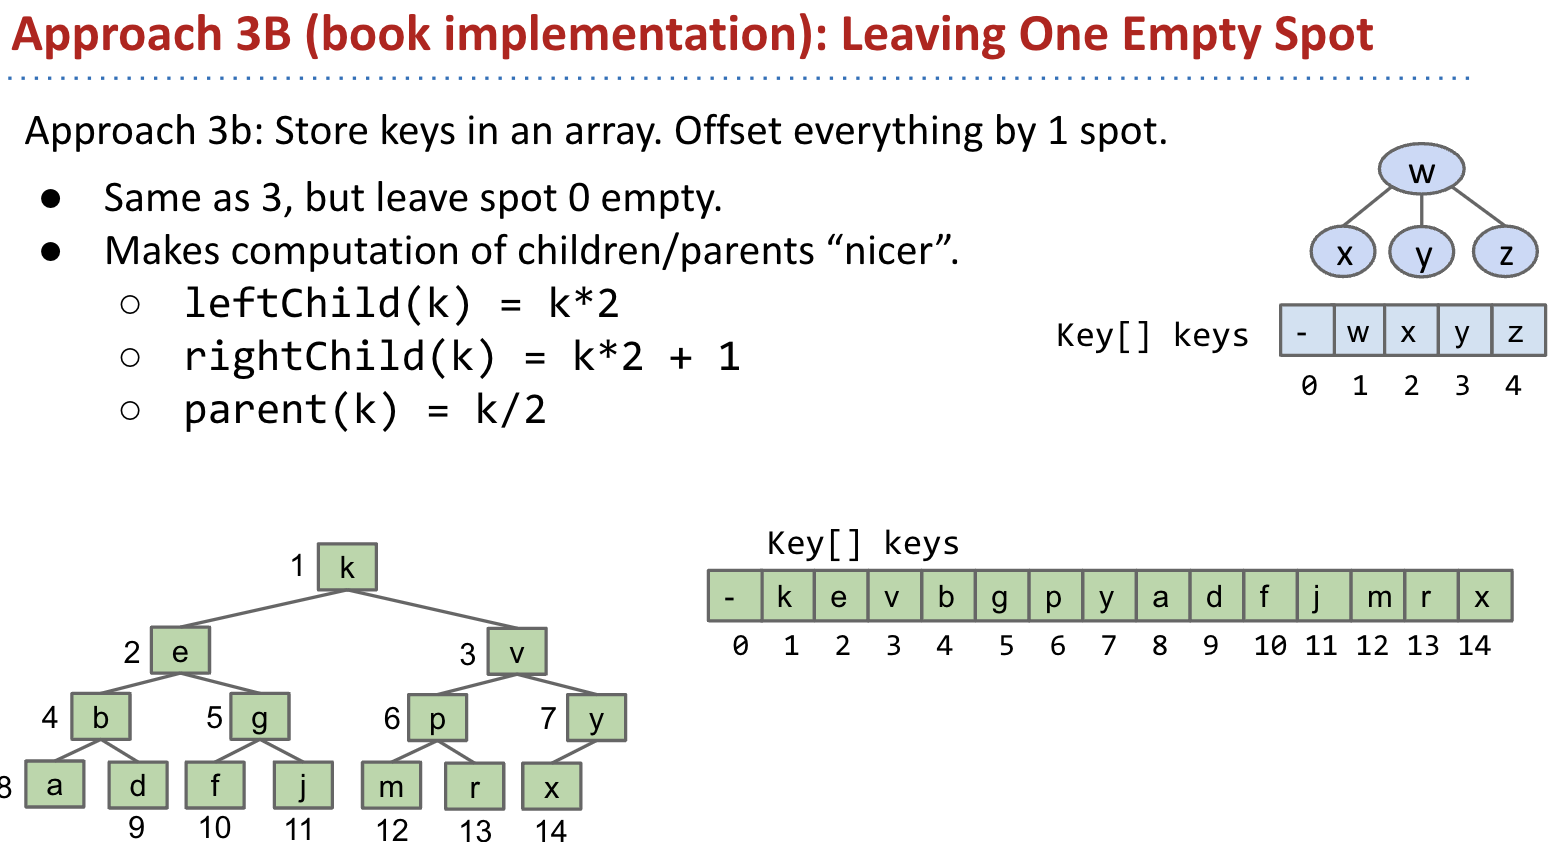 Approach 3B (book implementation): Leaving One Empty Spot
Approach 3b: Store keys in an array. Offset everything by 1 spot.
● Same as 3, but leave spot 0 empty.
● Makes computation of children/parents “nicer”.
○ leftChild(k) = k*2
○ rightChild(k) = k*2 + 1
○ parent(k) = k/2
w
x y z
Key[] keys - w x y z
0 1 2 3 4
1 k
2 e 3 v
4 b 5 g 6 p 7 y
8 a d f j m r x
9 10 11 12 13 14
Key[] keys
- k e v b g p y a d f j m r x
0 1 2 3 4 5 6 7 8 9 10 11 12 13 14